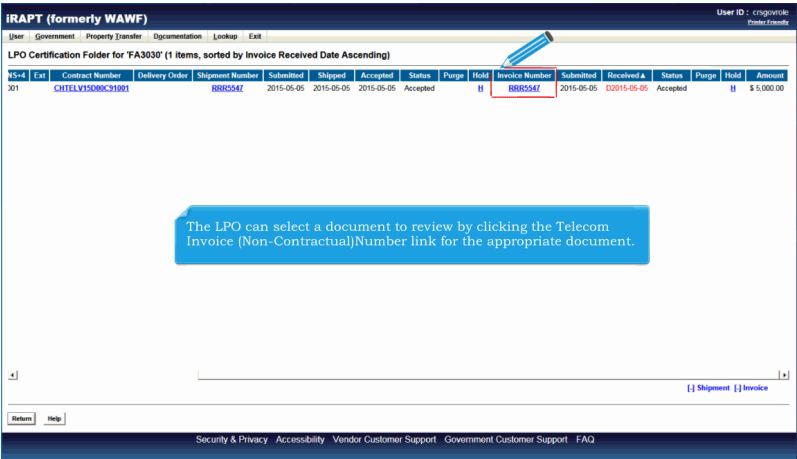 iRAPT (formerly WAWF)
User ID : crsgovrole
Printer Friendly
User Government Property Transfer Documentation Lookup Exit
LPO Certification Folder for 'FA3030' (1 items, sorted by Invoice Received Date Ascending)
NS+4 Ext Contract Number Delivery Order Shipment Number Submitted Shipped Accepted Status Purge Hold Invoice Number Submitted Received▲ Status Purge Hold Amount
001 CHTELV15D00C91001 RRR5547 2015-05-05 2015-05-05 2015-05-05 Accepted H RRR5547 2015-05-05 D2015-05-05 Accepted H $ 5,000.00
The LPO can select a document to review by clicking the Telecom
Invoice (Non-Contractual)Number link for the appropriate document.
[-] Shipment [-] Invoice
Return Help
Security & Privacy Accessibility Vendor Customer Support Government Customer Support FAQ